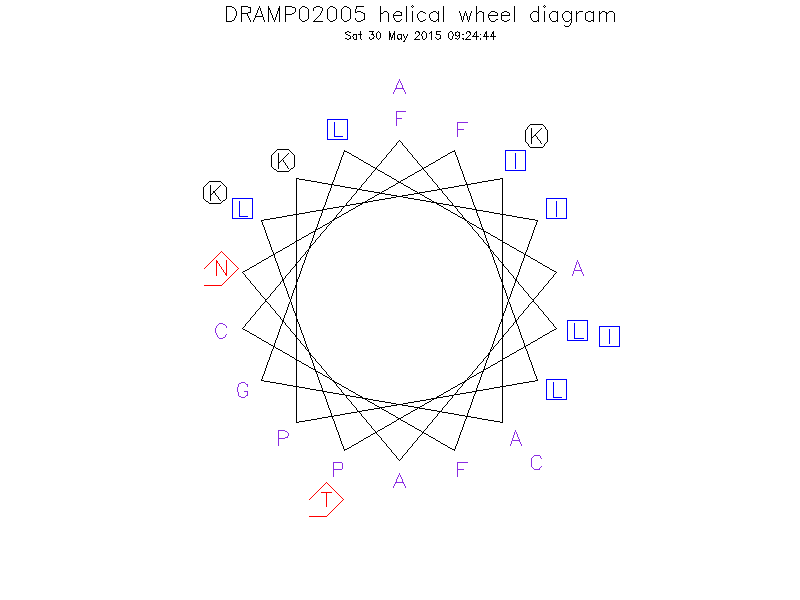 DRAMP02005 helical wheel diagram
Sat 30 May 2015 09:24:44
A
F
L F
K
K I
K
L I
N A
C L I
G L
P A
C
P A F
T